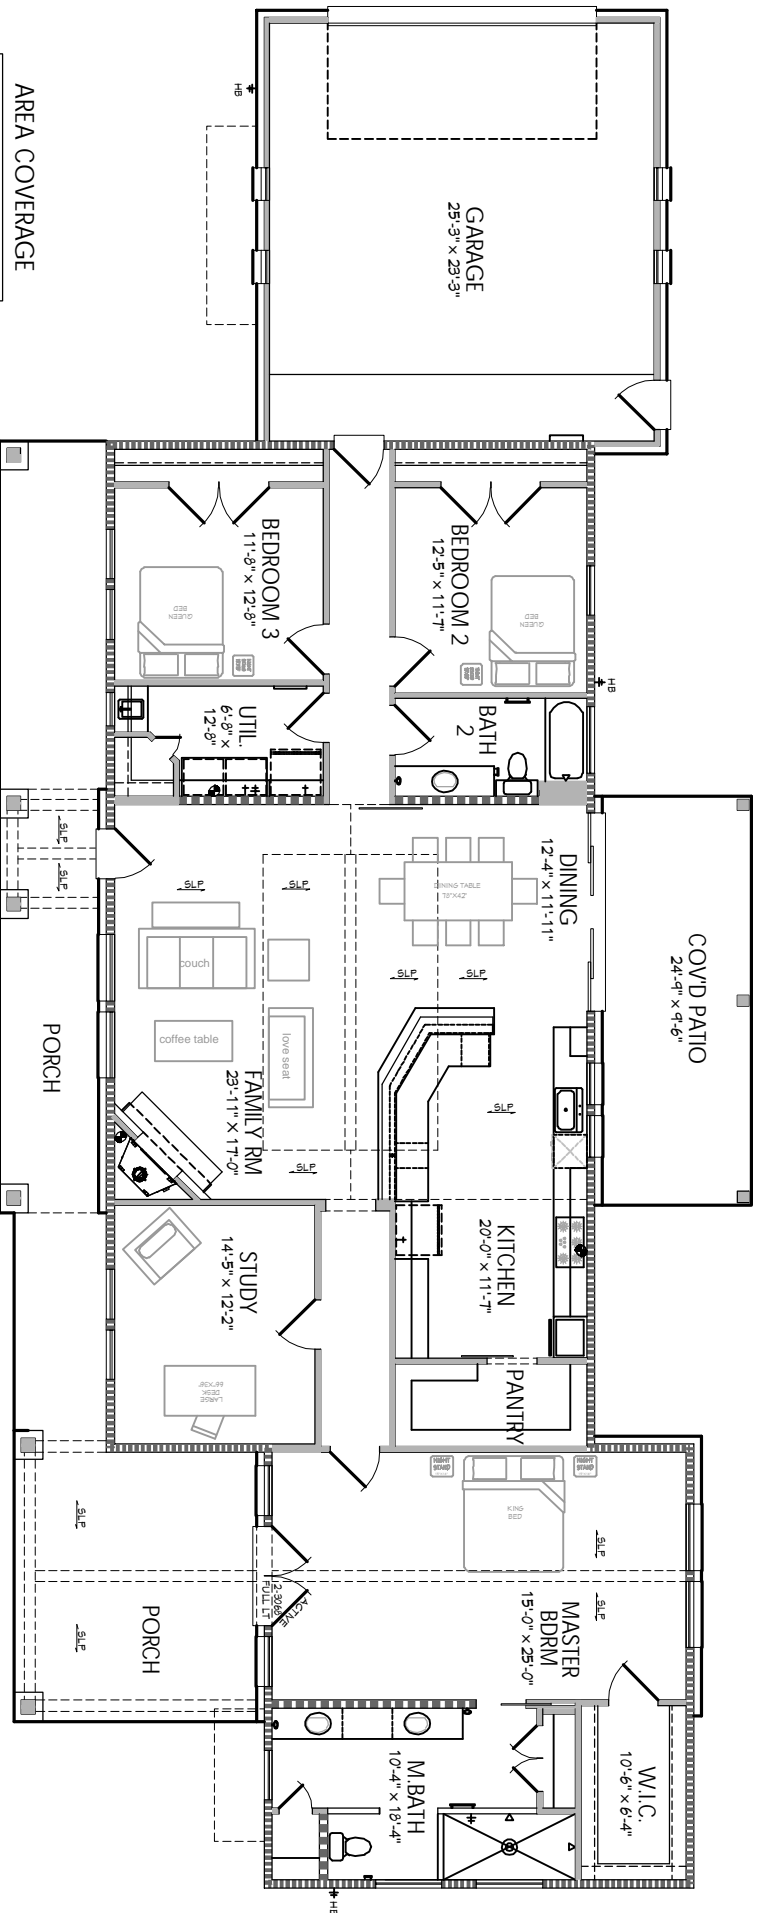 AREA COVERAGE
HB
GARAGE
25'-3" x 23'-3"
BEDROOM 3
11'-8" x 12'-8"
QUEEN
BED
BEDROOM 2
12'-5" x 11'-7"
QUEEN
BED
HB
UTIL.
6'-8" x
12'-8"
BATH
2
DINING
12'-4" x 11'-11"
DINING TABLE
COV'D PATIO
24'-9" x 9'-6"
SLP
SLP
SLP
SLP
SLP
SLP
SLP
SLP
couch
coffee table
love seat
FAMILY RM
23'-11" x 17'-0"
PORCH
KITCHEN
20'-0" x 11'-7"
STUDY
14'-5" x 12'-2"
LARGE
DESK
66"X36"
PANTRY
NIGHT
STAND
NIGHT
STAND
KING
BED
SLP
SLP
SLP
SLP
PORCH
ACTIVE
2-3068
FULL LT
MASTER
BDRM
15'-0" x 25'-0"
W.I.C.
10'-6" x 6'-4"
M.BATH
10'-4" x 18'-4"
HB